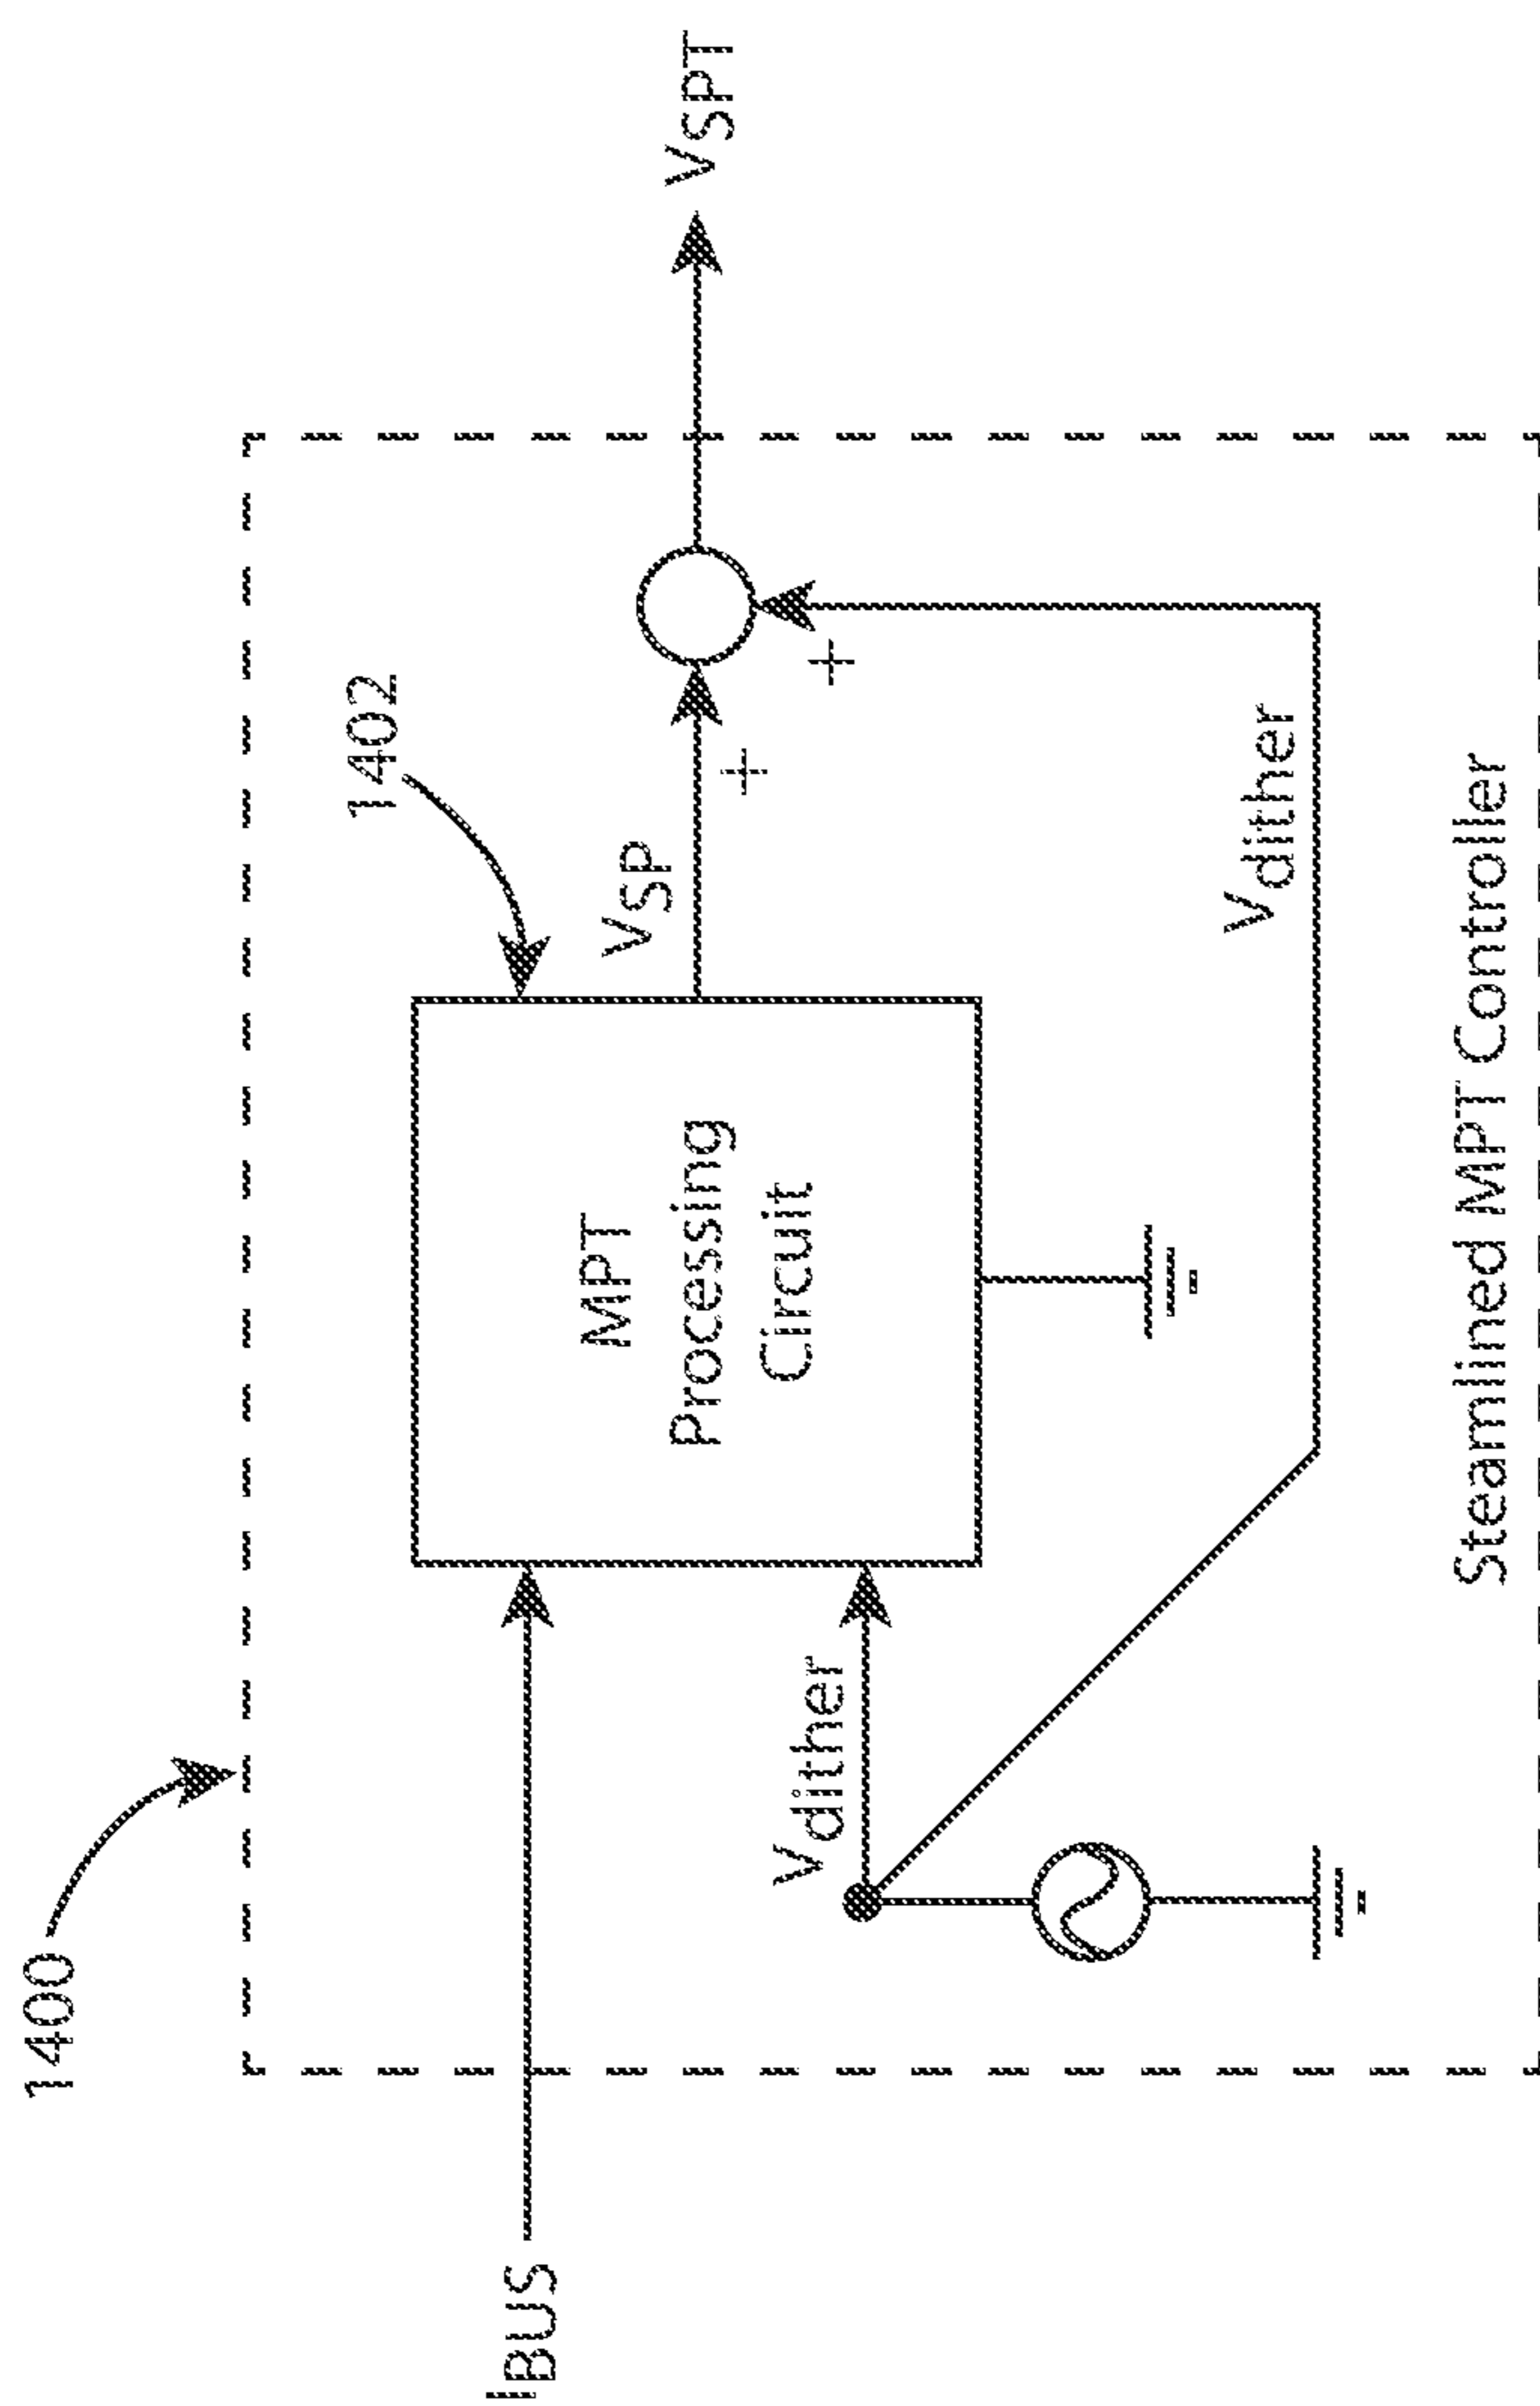 1400
1402
IBUS
Vdither
MPT
Processing
Circuit
VSP
+
+
VSPT
Vdither
Steamlined MPT Controller